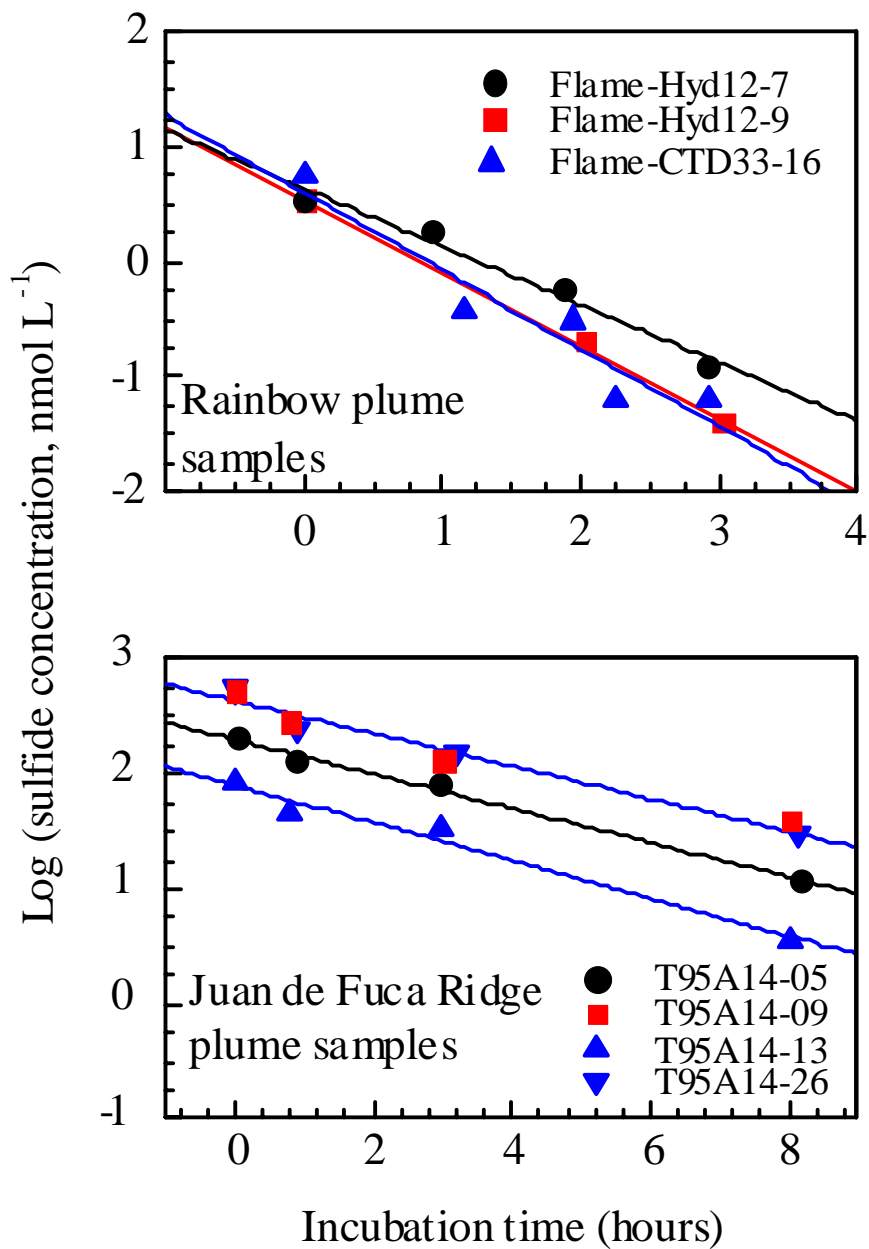 2
1
0
-1
-2
Flame-Hyd12-7
Flame-Hyd12-9
Flame-CTD33-16
Rainbow plume
samples
0 1 2 3 4
Log (sulfide concentration, nmol L⁻¹)
3
2
1
0
-1
Juan de Fuca Ridge
plume samples
T95A14-05
T95A14-09
T95A14-13
T95A14-26
0 2 4 6 8
Incubation time (hours)